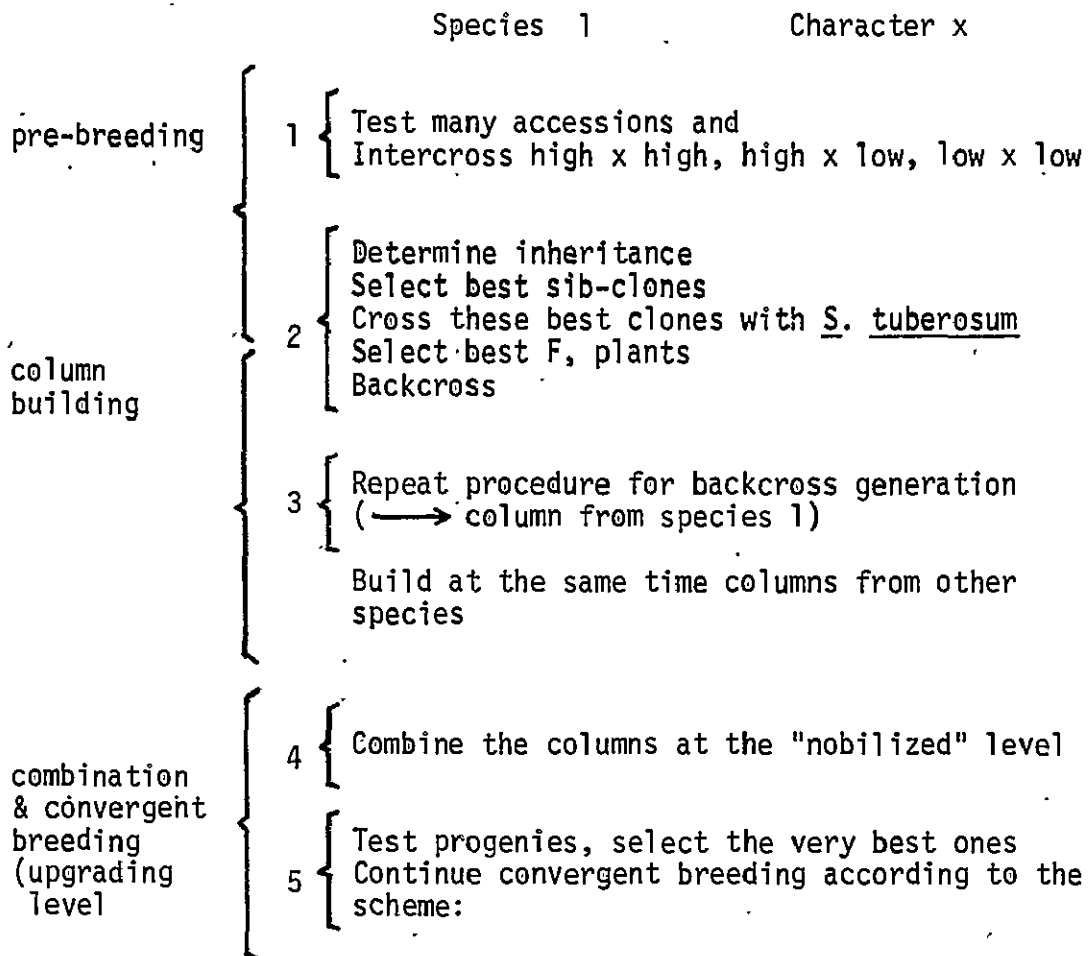 Species 1 Character x
pre-breeding
1 Test many accessions and
Intercross high x high, high x low, low x low
2 Determine inheritance
Select best sib-clones
Cross these best clones with S. tuberosum
Select best F, plants
Backcross
column
building
3 Repeat procedure for backcross generation
(⟶ column from species 1)
Build at the same time columns from other
species
combination
& convergent
breeding
(upgrading
level
4 Combine the columns at the "nobilized" level
5 Test progenies, select the very best ones
Continue convergent breeding according to the
scheme: